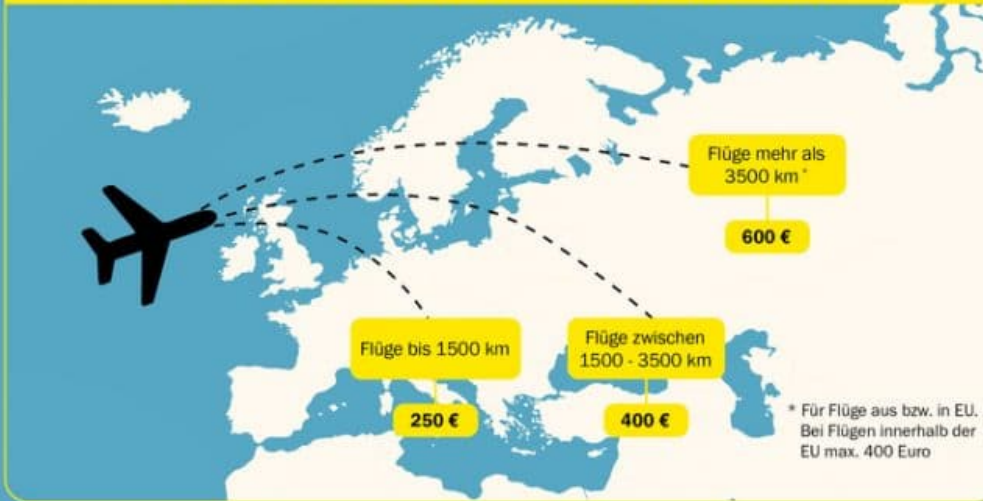 Flüge mehr als
3500 km *
600 €
Flüge bis 1500 km
250 €
Flüge zwischen
1500 - 3500 km
400 €
* Für Flüge aus bzw. in EU.
Bei Flügen innerhalb der
EU max. 400 Euro